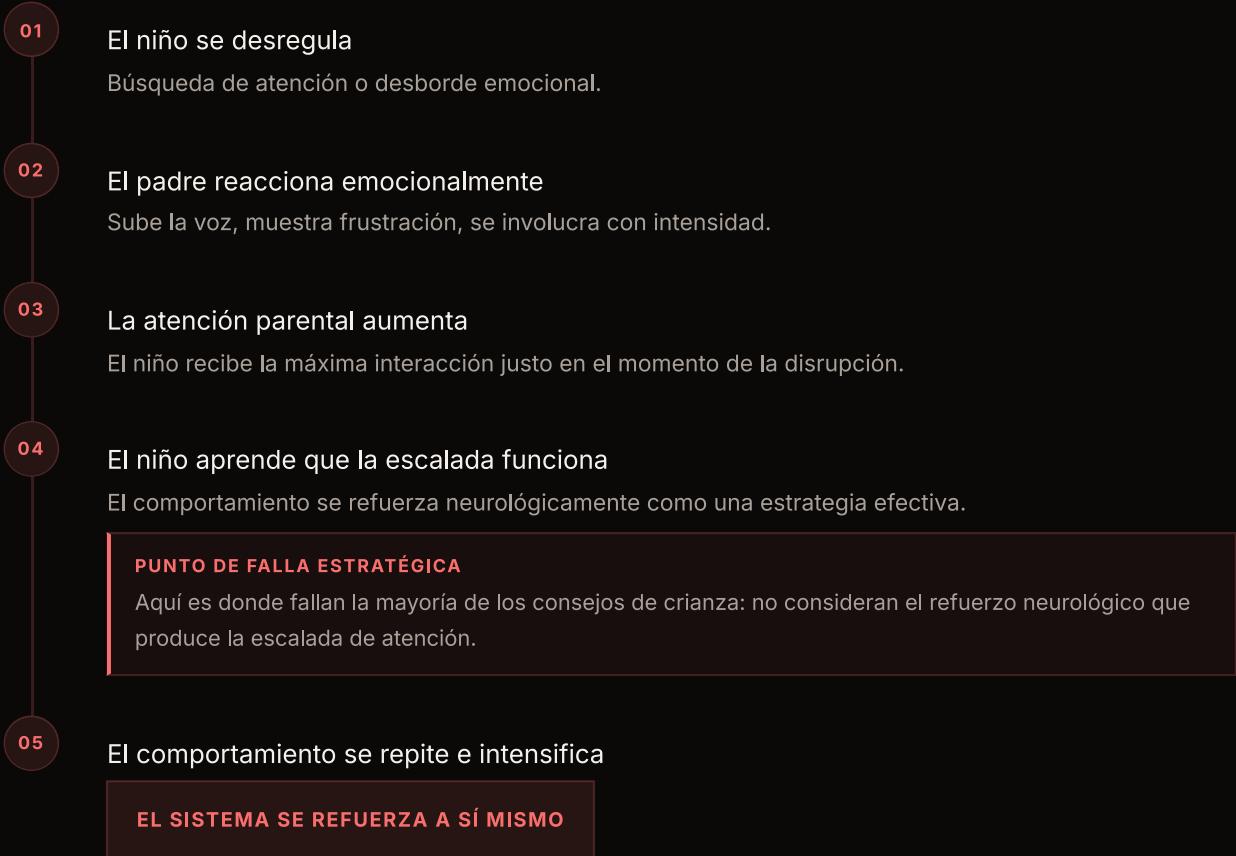 01
El niño se desregula
Búsqueda de atención o desborde emocional.
02
El padre reacciona emocionalmente
Sube la voz, muestra frustración, se involucra con intensidad.
03
La atención parental aumenta
El niño recibe la máxima interacción justo en el momento de la disrupción.
04
El niño aprende que la escalada funciona
El comportamiento se refuerza neurológicamente como una estrategia efectiva.
PUNTO DE FALLA ESTRATÉGICA
Aquí es donde fallan la mayoría de los consejos de crianza: no consideran el refuerzo neurológico que
produce la escalada de atención.
05
El comportamiento se repite e intensifica
EL SISTEMA SE REFUERZA A SÍ MISMO